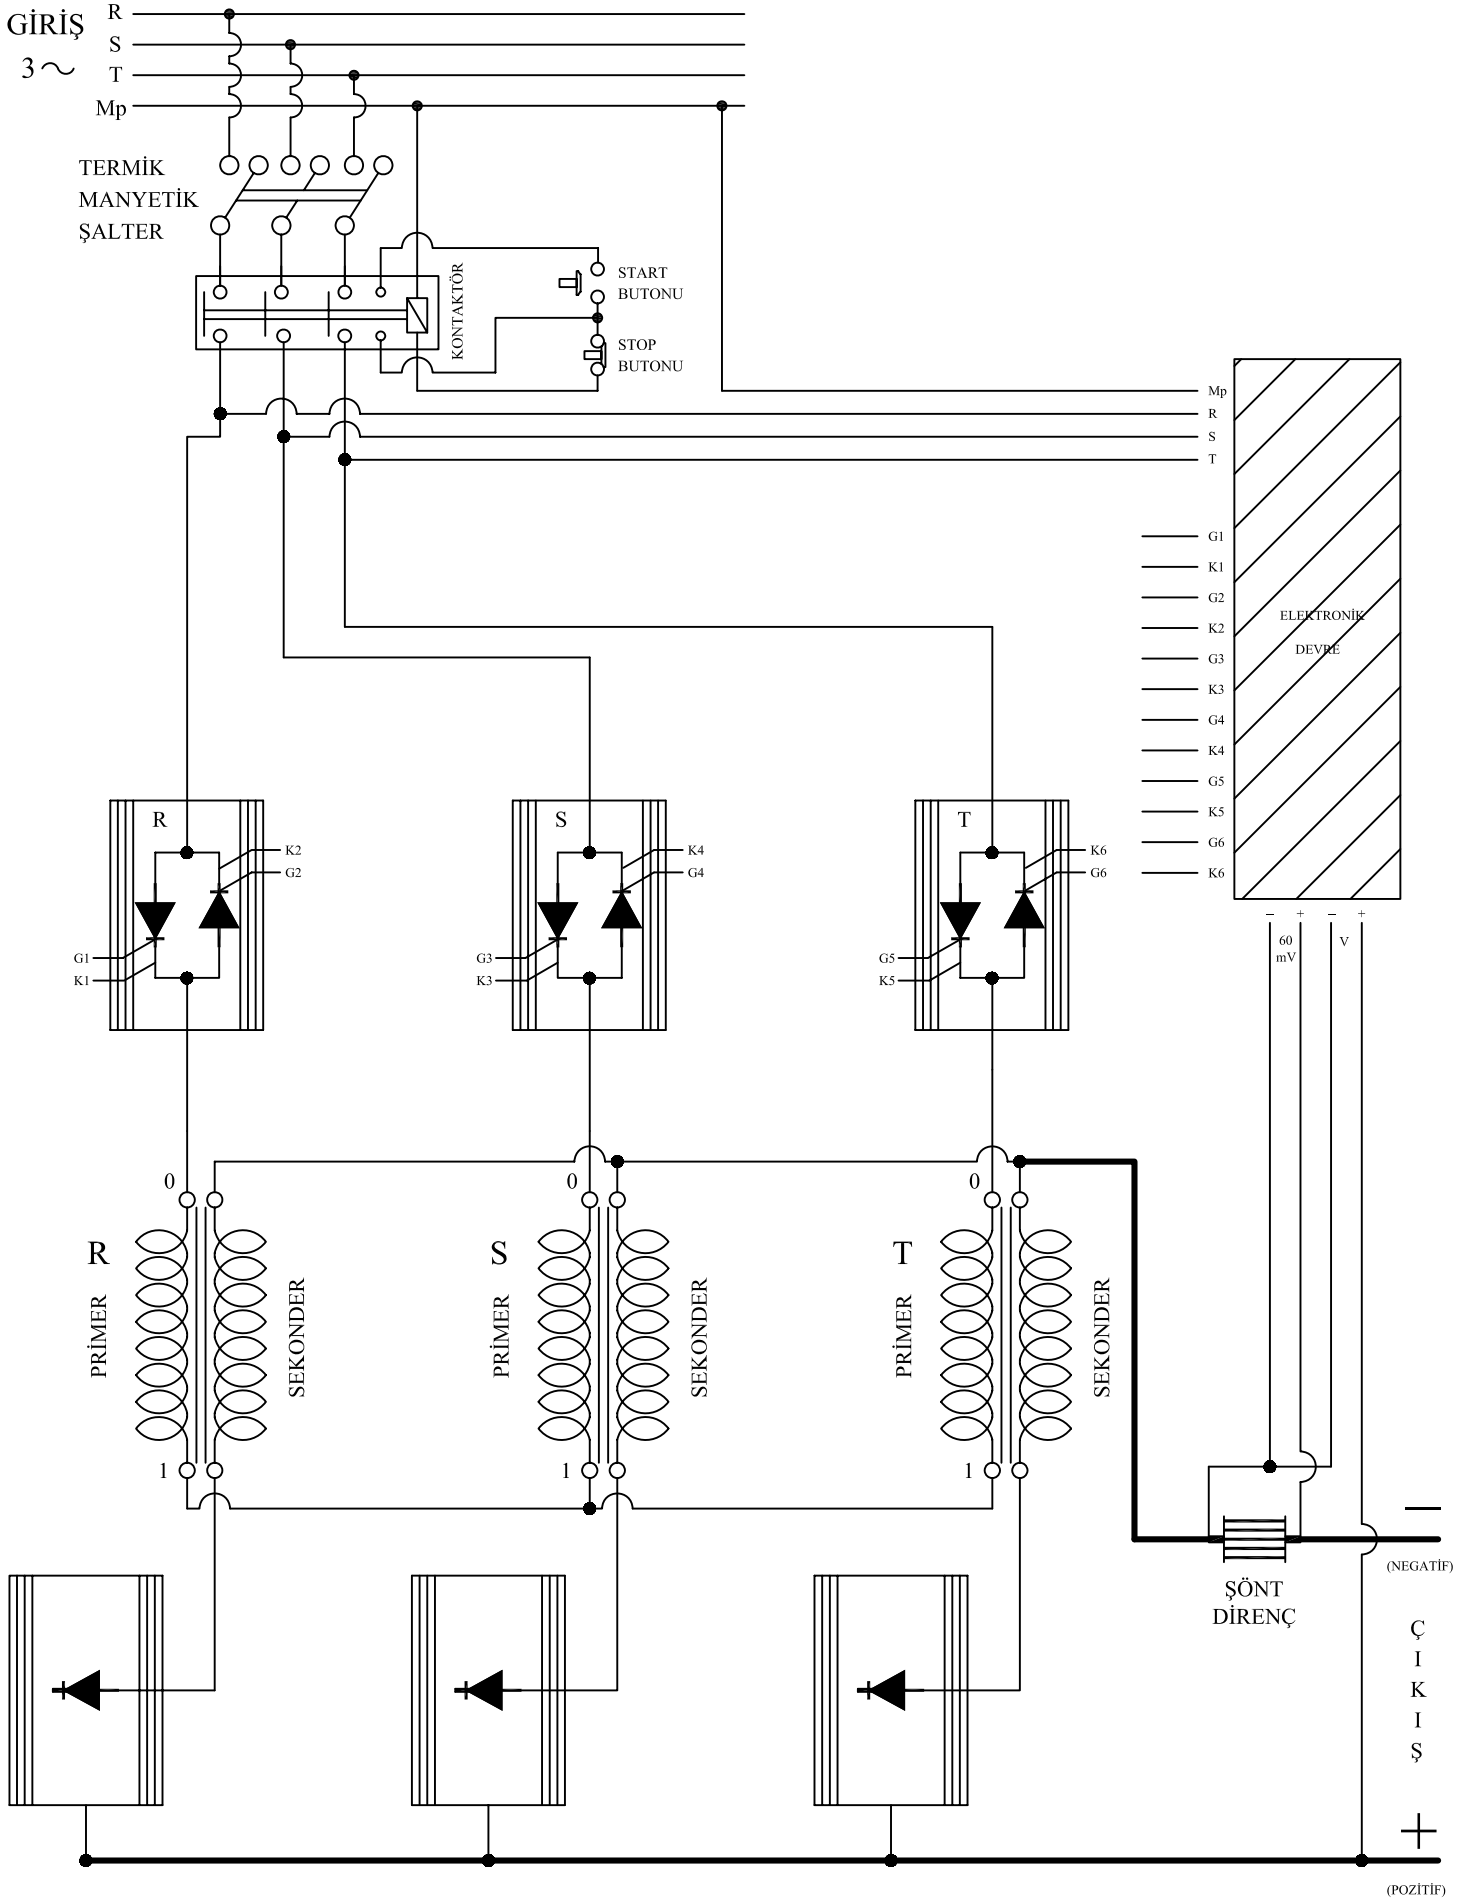 GİRİŞ
3
R
S
T
Mp
TERMİK
MANYETİK
ŞALTER
KONTAKTÖR
START
BUTONU
STOP
BUTONU
Mp
R
S
T
G1
K1
G2
K2
G3
K3
G4
K4
G5
K5
G6
K6
ELEKTRONİK
DEVRE
− + − +
60
mV
V
R
K2
G2
G1
K1
S
K4
G4
G3
K3
T
K6
G6
G5
K5
0
R
PRİMER
SEKONDER
1
0
S
PRİMER
SEKONDER
1
0
T
PRİMER
SEKONDER
1
ŞÖNT
DİRENÇ
−
(NEGATİF)
Ç
I
K
I
Ş
+
(POZİTİF)